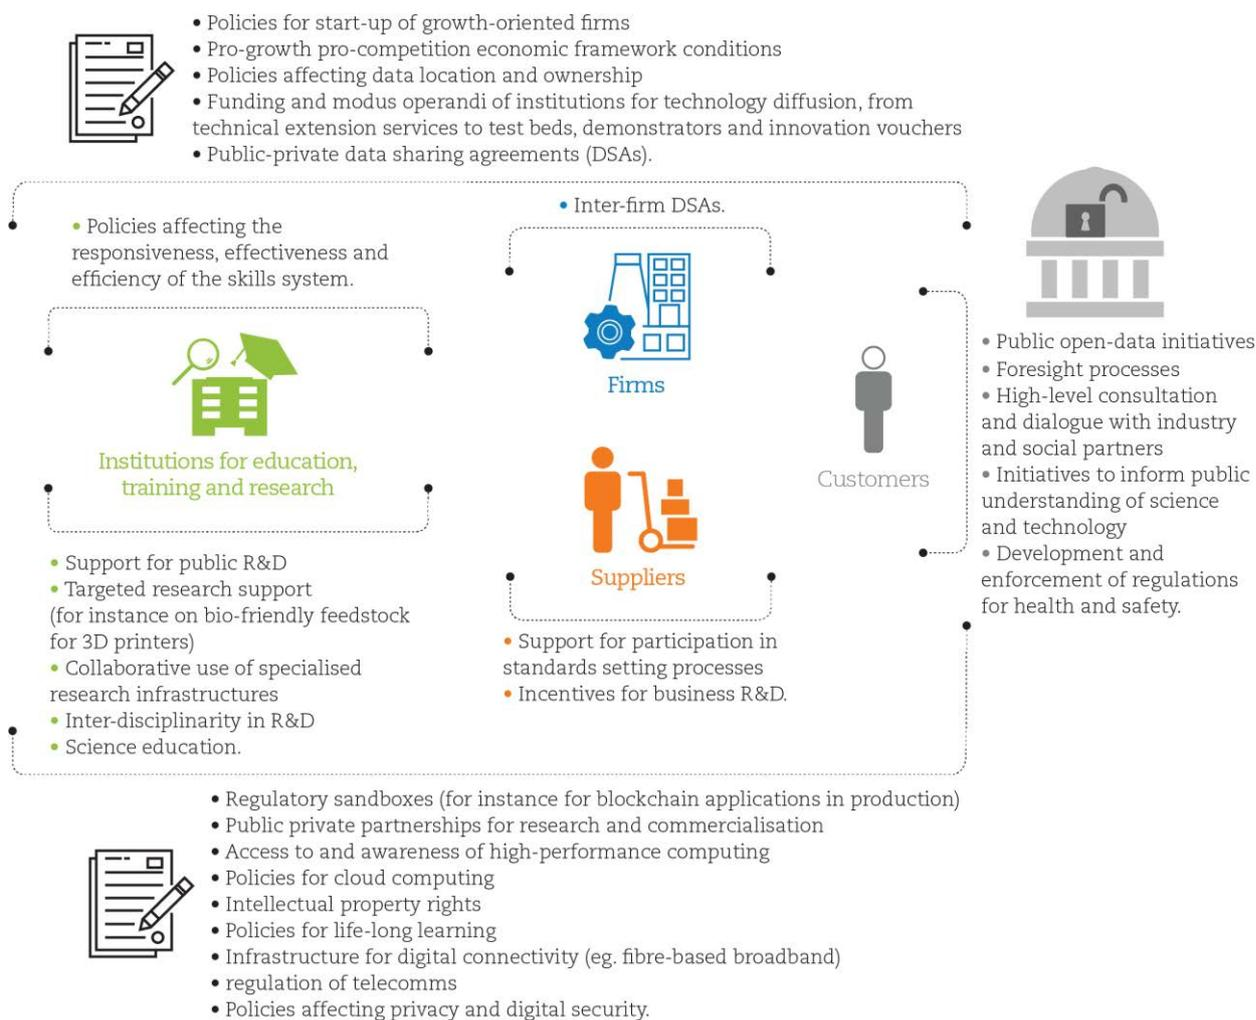 • Policies for start-up of growth-oriented firms
• Pro-growth pro-competition economic framework conditions
• Policies affecting data location and ownership
• Funding and modus operandi of institutions for technology diffusion, from
technical extension services to test beds, demonstrators and innovation vouchers
• Public-private data sharing agreements (DSAs).
• Policies affecting the
responsiveness, effectiveness and
efficiency of the skills system.
Institutions for education,
training and research
• Support for public R&D
• Targeted research support
(for instance on bio-friendly feedstock
for 3D printers)
• Collaborative use of specialised
research infrastructures
• Inter-disciplinarity in R&D
• Science education.
• Inter-firm DSAs.
Firms
Suppliers
• Support for participation in
standards setting processes
• Incentives for business R&D.
Customers
• Public open-data initiatives
• Foresight processes
• High-level consultation
and dialogue with industry
and social partners
• Initiatives to inform public
understanding of science
and technology
• Development and
enforcement of regulations
for health and safety.
• Regulatory sandboxes (for instance for blockchain applications in production)
• Public private partnerships for research and commercialisation
• Access to and awareness of high-performance computing
• Policies for cloud computing
• Intellectual property rights
• Policies for life-long learning
• Infrastructure for digital connectivity (eg. fibre-based broadband)
• regulation of telecomms
• Policies affecting privacy and digital security.